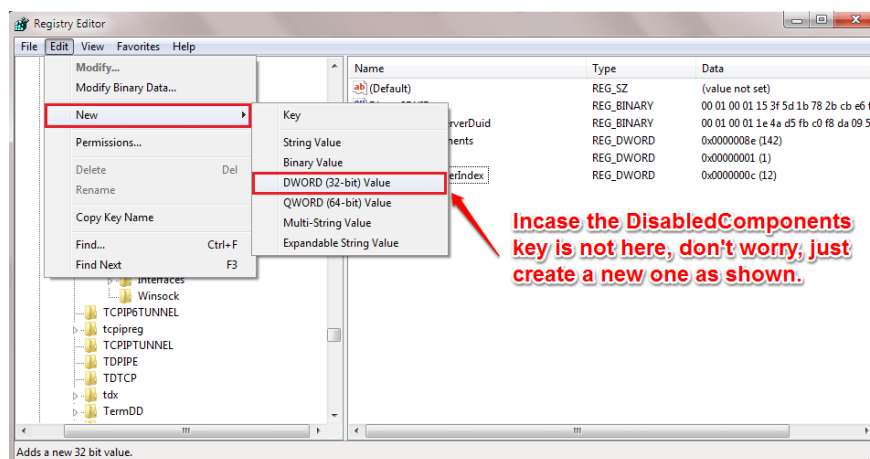 Registry Editor
File Edit View Favorites Help
Modify...
Modify Binary Data...
New
Permissions...
Delete Del
Rename
Copy Key Name
Find... Ctrl+F
Find Next F3
Key
String Value
Binary Value
DWORD (32-bit) Value
QWORD (64-bit) Value
Multi-String Value
Expandable String Value
Interfaces
Winsock
TCPIP6TUNNEL
tcpipreg
TCPIPTUNNEL
TDPIPE
TDTCP
tdx
TermDD
Name Type Data
(Default) REG_SZ (value not set)
REG_BINARY 00 01 00 01 15 3f 5d 1b 78 2b cb e6
rverDuid REG_BINARY 00 01 00 01 1e 4a d5 fb c0 f8 da 09 5
nents REG_DWORD 0x0000008e (142)
REG_DWORD 0x00000001 (1)
erIndex REG_DWORD 0x0000000c (12)
Incase the DisabledComponents
key is not here, don't worry, just
create a new one as shown.
Adds a new 32 bit value.